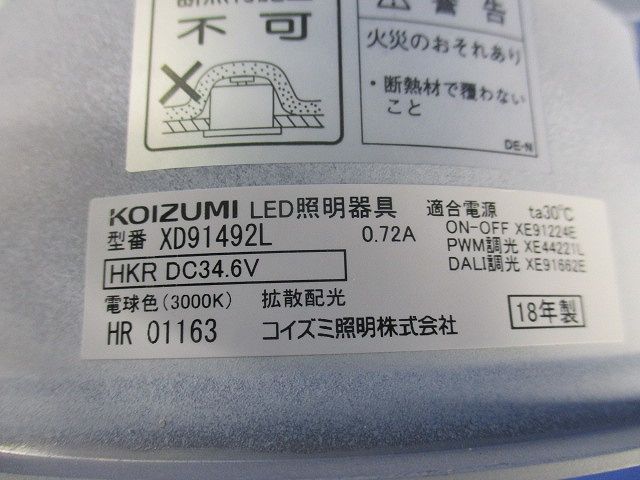 不可
警告
火災のおそれあり
・断熱材で覆わない
こと
DE-N
KOIZUMI LED照明器具
型番 XD91492L 0.72A
HKR DC34.6V
電球色(3000K) 拡散配光
HR 01163 コイズミ照明株式会社
適合電源 ta30℃
ON-OFF XE91224E
PWM調光 XE44221L
DALI調光 XE91662E
18年製